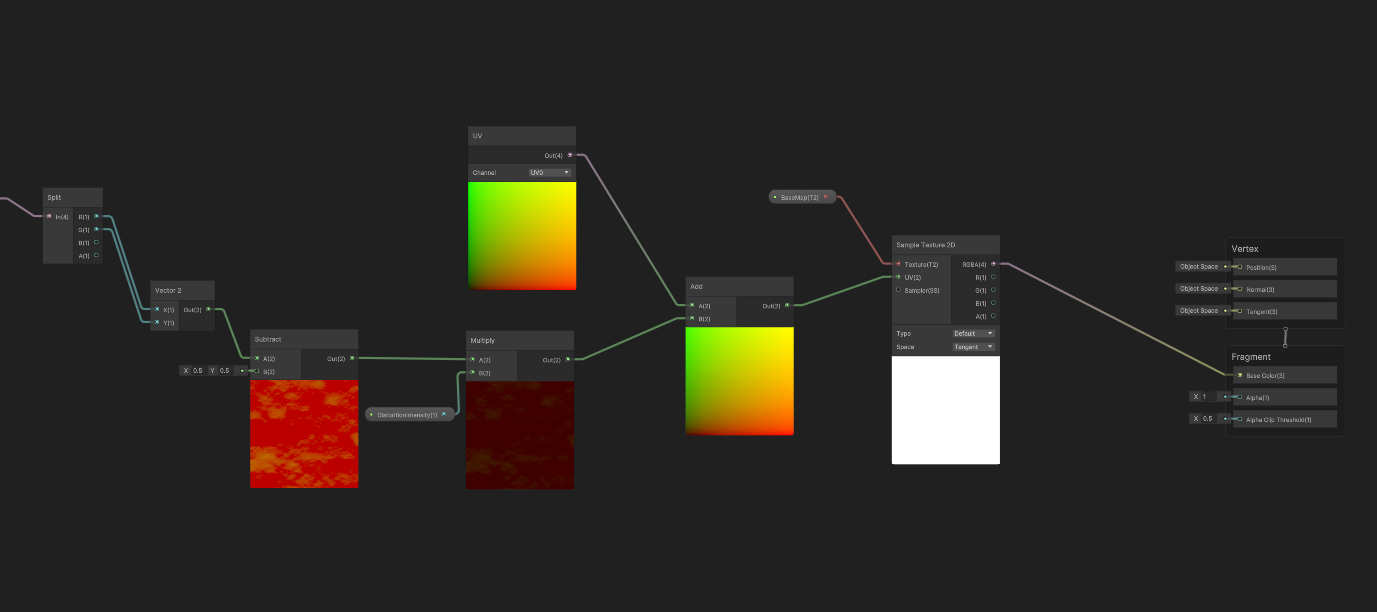 UV
Out(4)
Channel UV0
Split
In(4) R(1)
G(1)
B(1)
A(1)
Vector 2
X(1) Out(2)
Y(1)
Subtract
A(2) Out(2)
X 0.5 Y 0.5 B(2)
Multiply
A(2) Out(2)
B(2)
DistortionIntensity(1)
Add
A(2) Out(2)
B(2)
BaseMap(T2)
Sample Texture 2D
Texture(T2) RGBA(4)
UV(2) R(1)
Sampler(SS) G(1)
B(1)
A(1)
Type Default
Space Tangent
Vertex
Object Space Position(3)
Object Space Normal(3)
Object Space Tangent(3)
Fragment
Base Color(3)
X 1 Alpha(1)
X 0.5 Alpha Clip Threshold(1)